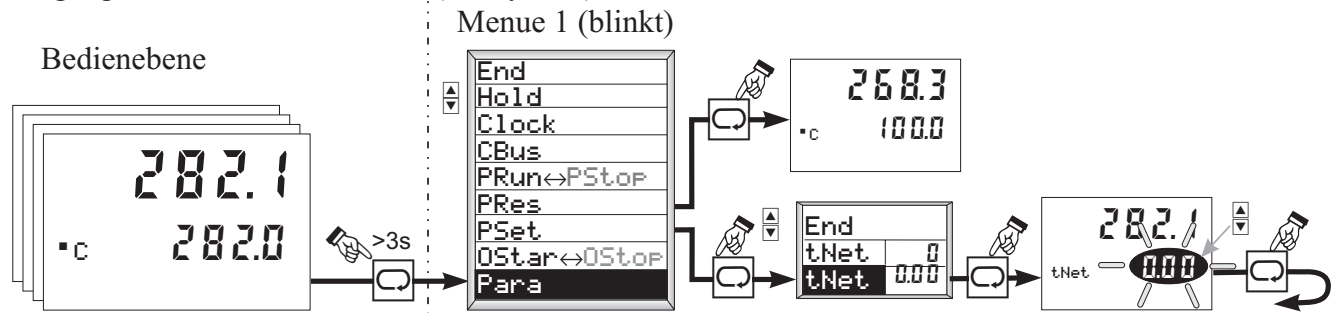 Menue 1 (blinkt)
Bedienebene
282.1
°C 282.0
>3s
End
Hold
Clock
CBus
PRun↔PStop
PRes
PSet
OStar↔OStop
Para
268.3
°C 100.0
End
tNet 0
tNet 0.00
282.1
tNet 0.00